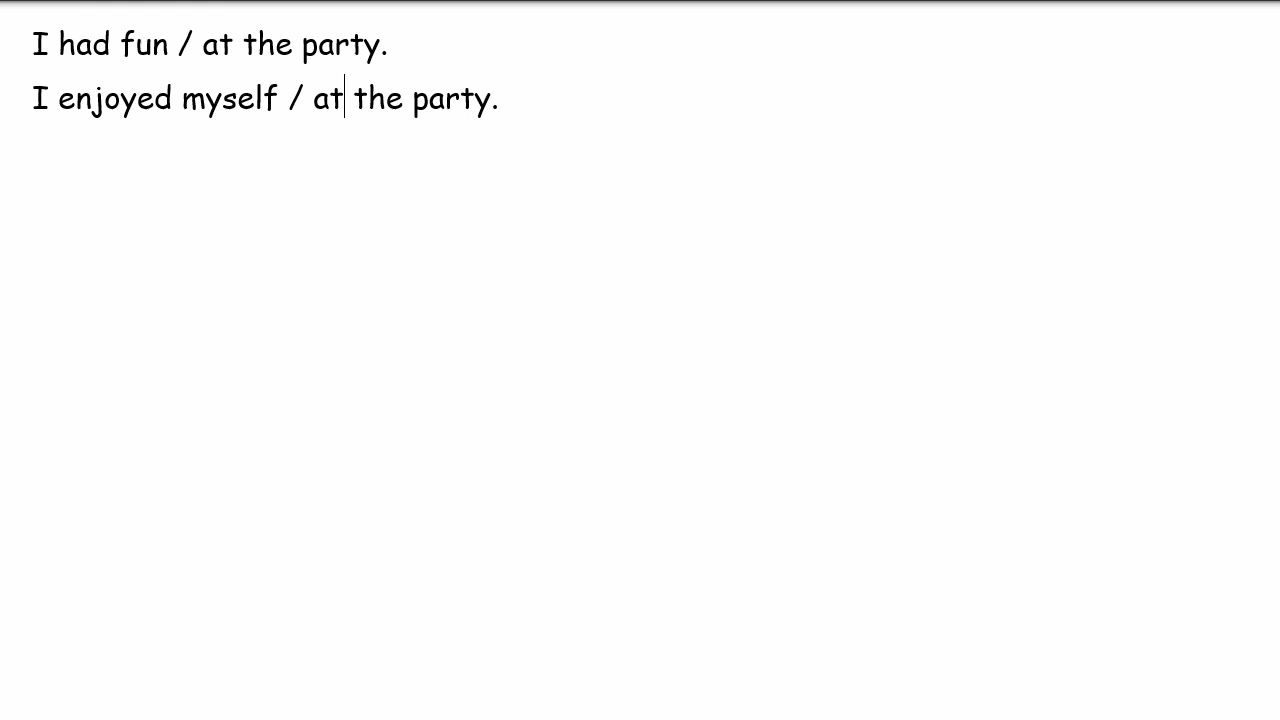 I had fun / at the party.
I enjoyed myself / at the party.